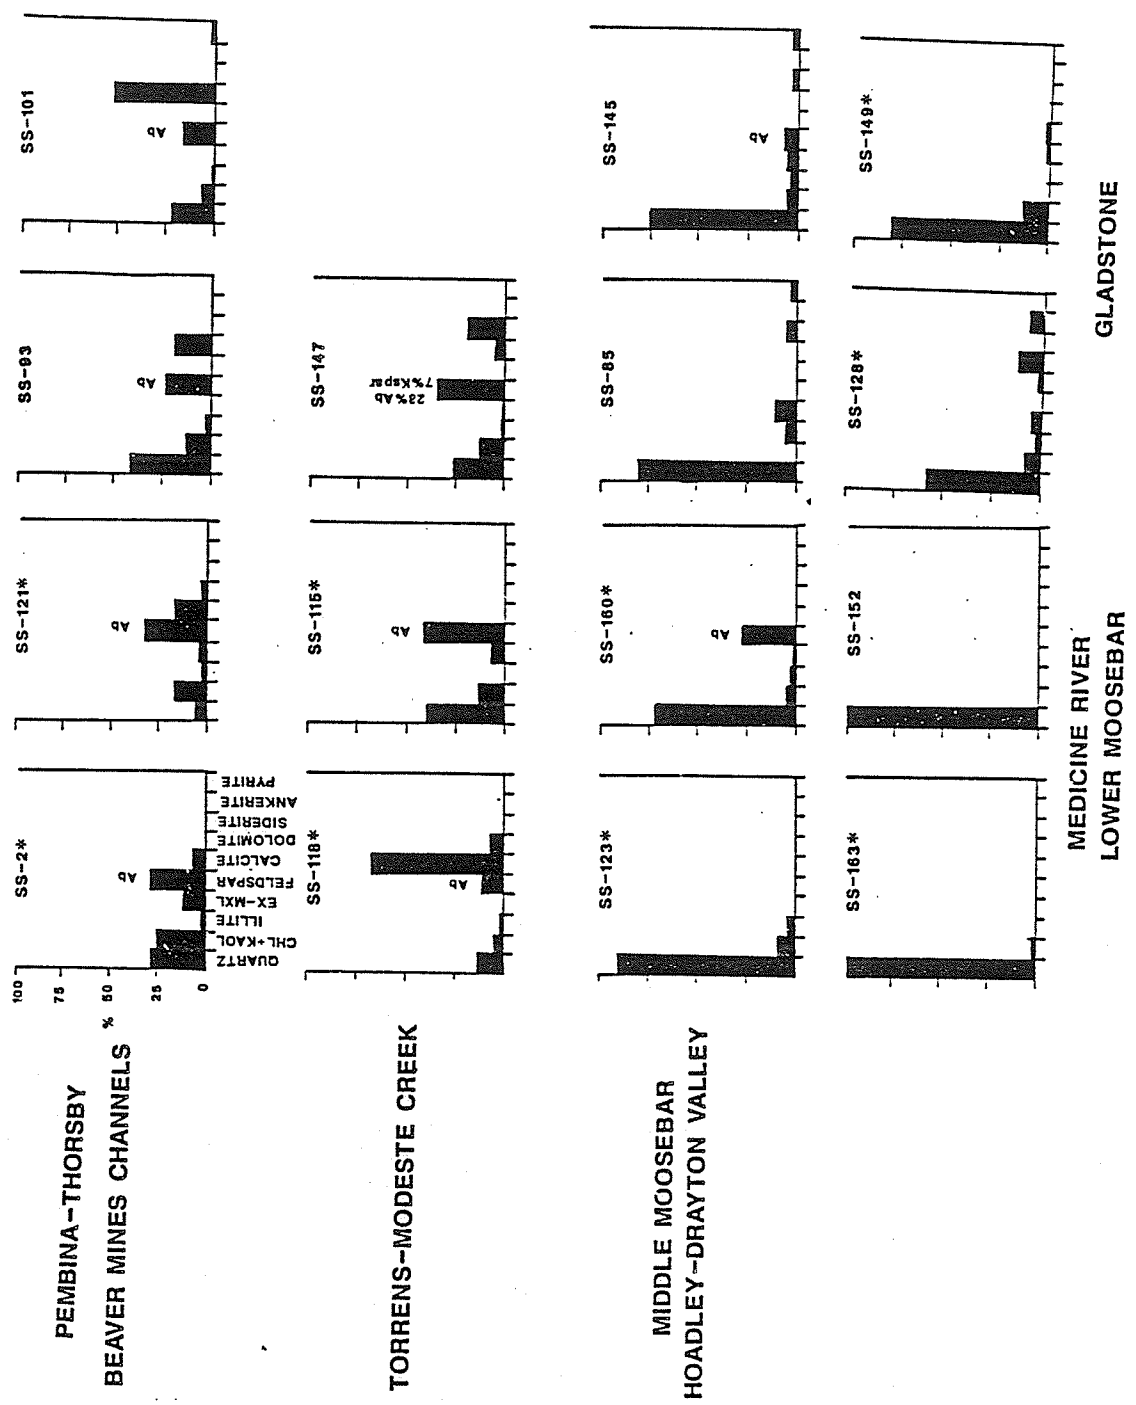 PEMBINA-THORSBY
BEAVER MINES CHANNELS
%
100
75
50
25
0
SS-2*
Ab
QUARTZ
CHL+KAOL
ILLITE
EX-MXL
FELDSPAR
CALCITE
DOLOMITE
SIDERITE
ANKERITE
PYRITE
SS-121*
Ab
SS-93
Ab
SS-101
Ab
TORRENS-MODESTE CREEK
SS-118*
Ab
SS-115*
Ab
SS-147
23%Ab
7%Kspar
MIDDLE MOOSEBAR
HOADLEY-DRAYTON VALLEY
SS-123*
SS-160*
Ab
SS-85
SS-145
Ab
SS-163*
SS-152
SS-128*
SS-149*
MEDICINE RIVER
LOWER MOOSEBAR
GLADSTONE